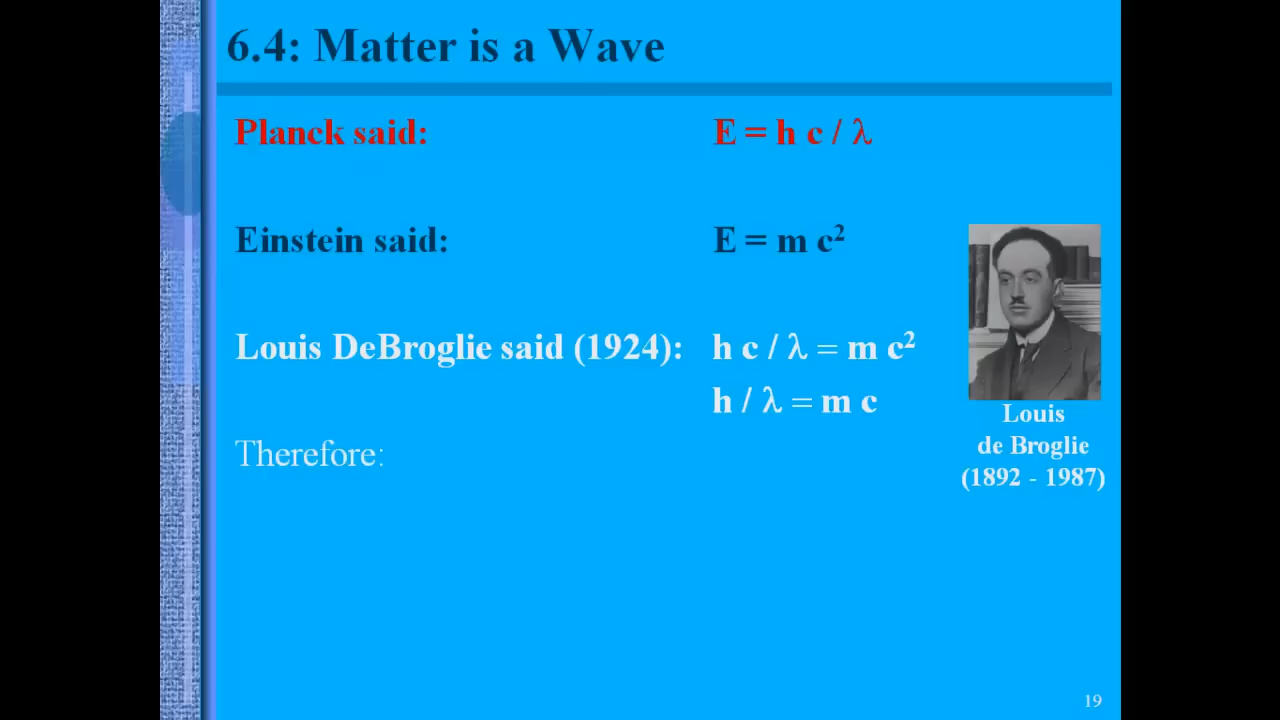 6.4: Matter is a Wave
Planck said: E = h c / λ
Einstein said: E = m c²
Louis DeBroglie said (1924): h c / λ = m c²
h / λ = m c
Therefore:
Louis
de Broglie
(1892 - 1987)
19